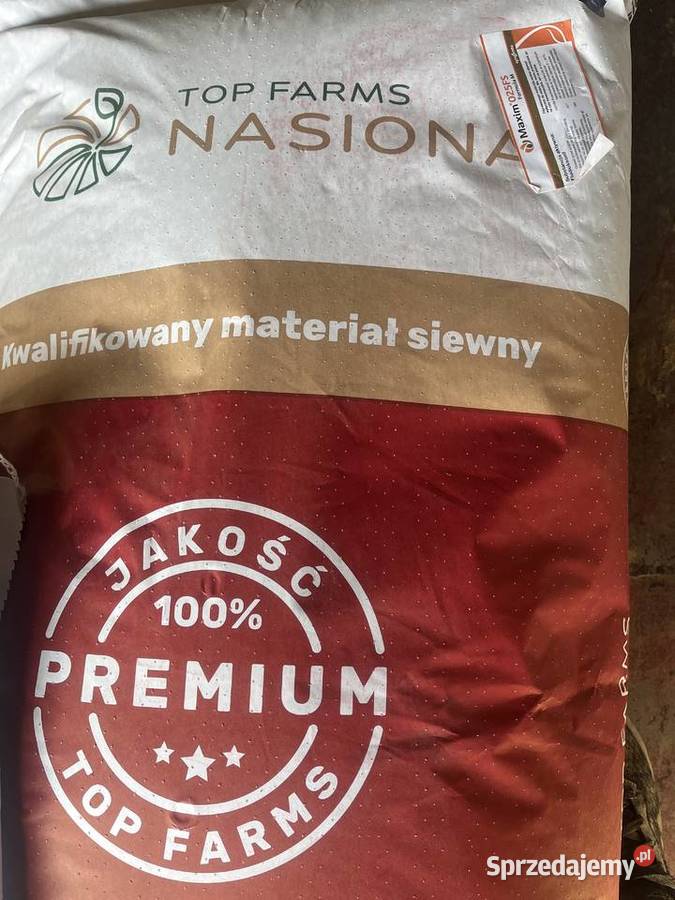 TOP FARMS
NASIONA
Maxim 025FS
Kwalifikowany materiał siewny
JAKOŚĆ
100%
PREMIUM
TOP FARMS
Sprzedajemy.pl